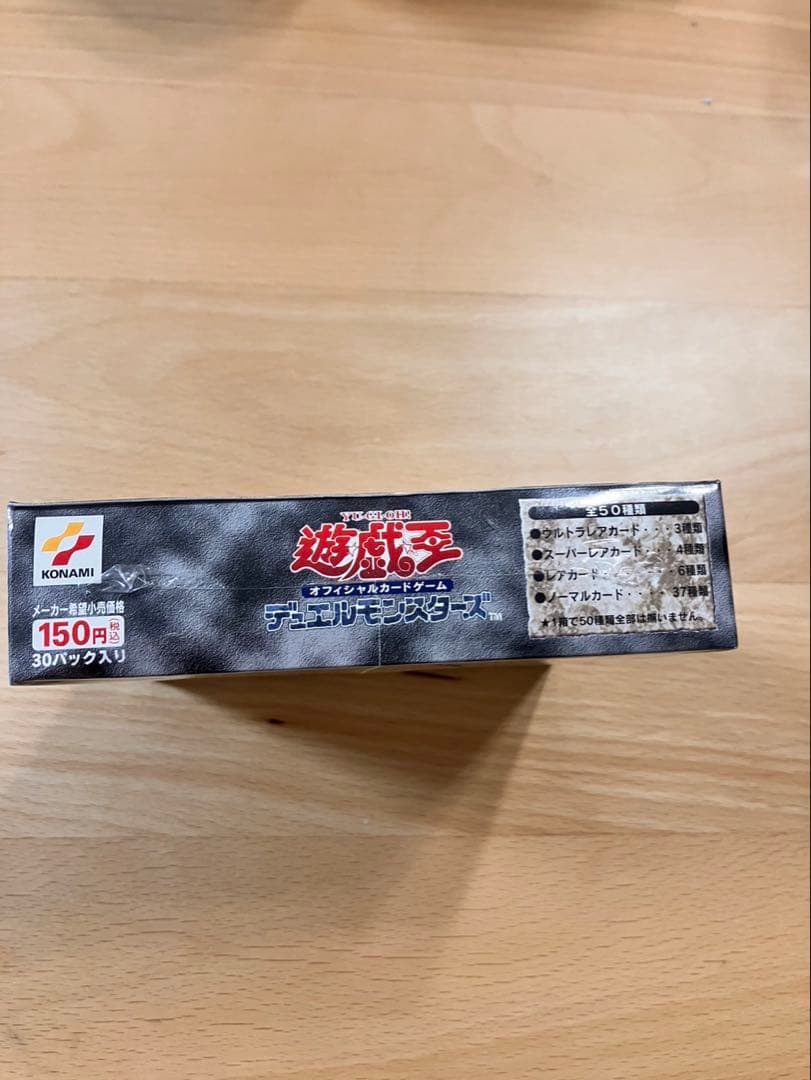 KONAMI
メーカー希望小売価格
150円(税込)
30パック入り
YU-GI-OH!
遊戯王
オフィシャルカードゲーム
デュエルモンスターズ™
全50種類
●ウルトラレアカード・・・3種類
●スーパーレアカード・・・4種類
●レアカード・・・・・・6種類
●ノーマルカード・・・・37種類
★1箱で50種類全部は揃いません。